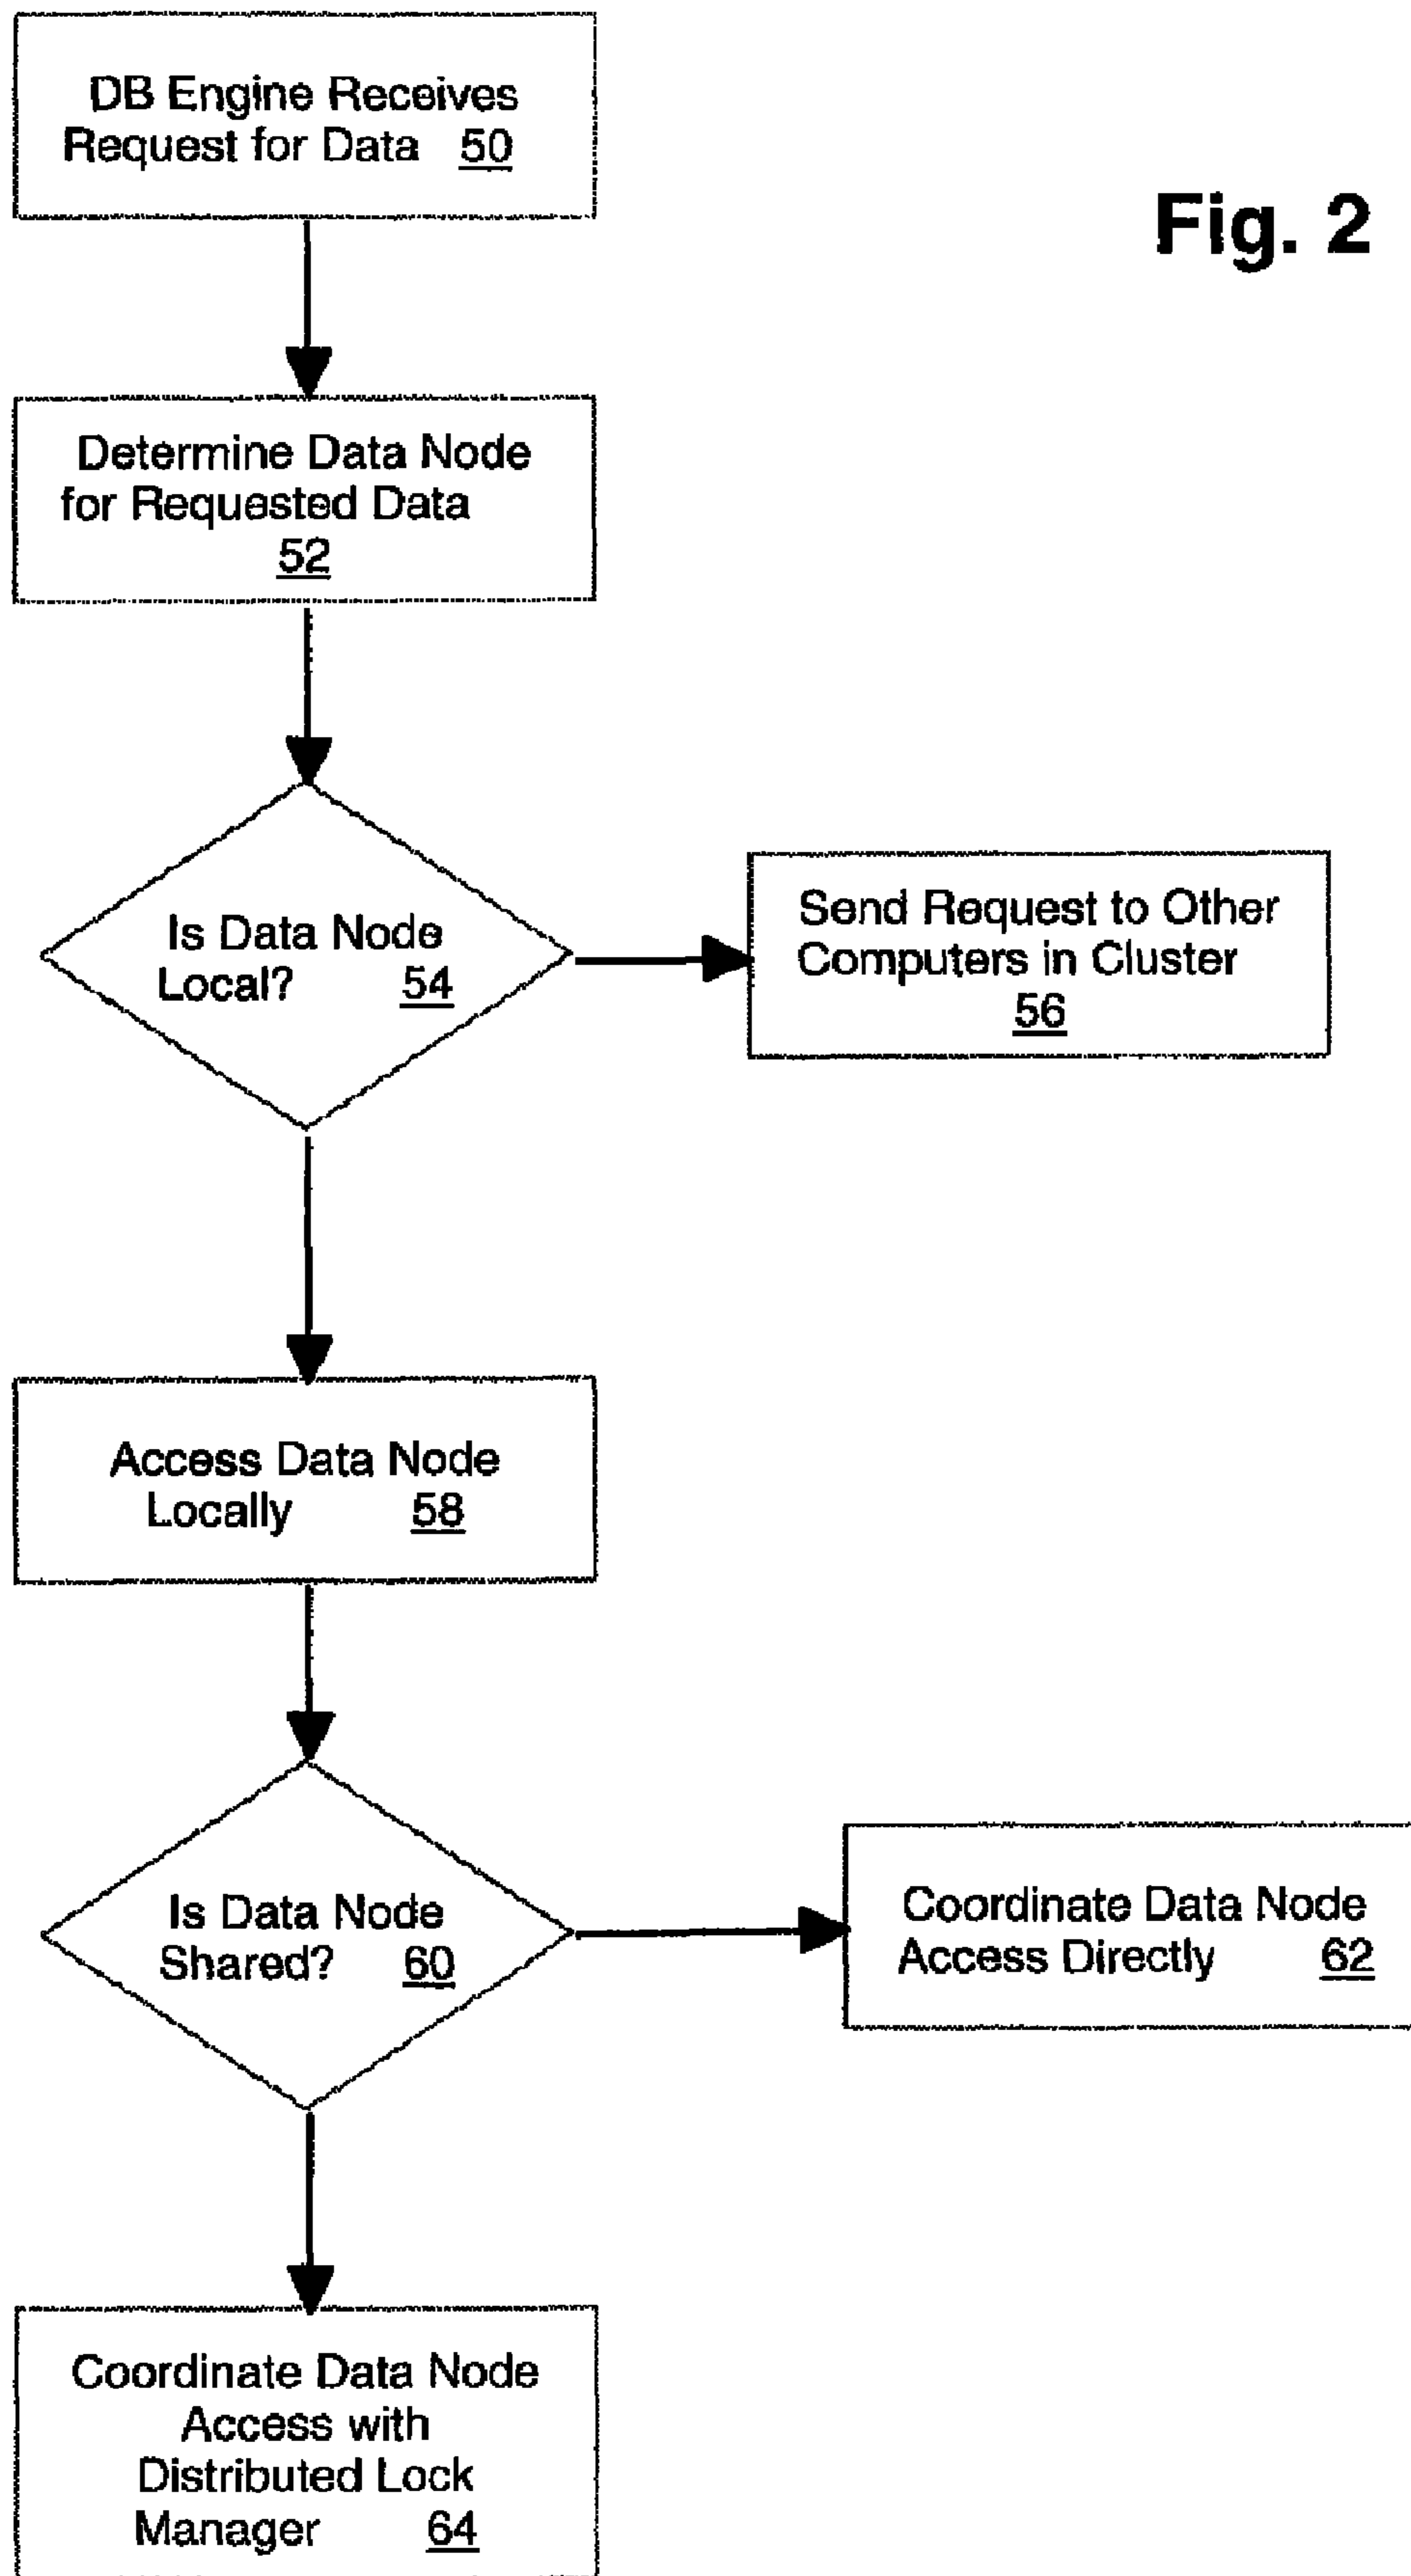 DB Engine Receives
Request for Data 50
Fig. 2
Determine Data Node
for Requested Data
52
Is Data Node
Local? 54
Send Request to Other
Computers in Cluster
56
Access Data Node
Locally 58
Is Data Node
Shared? 60
Coordinate Data Node
Access Directly 62
Coordinate Data Node
Access with
Distributed Lock
Manager 64